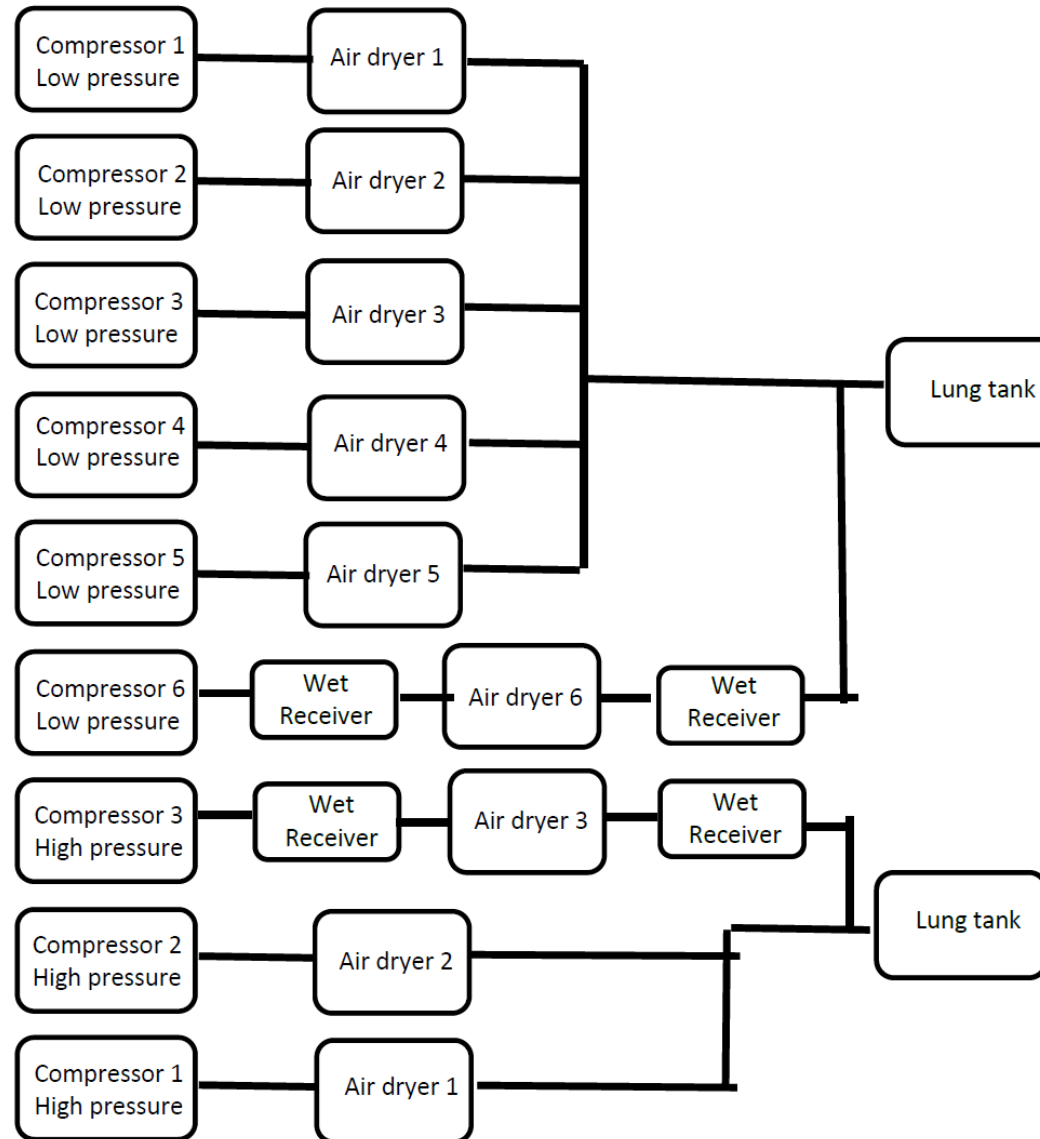 Compressor 1
Low pressure
Air dryer 1
Compressor 2
Low pressure
Air dryer 2
Compressor 3
Low pressure
Air dryer 3
Lung tank
Compressor 4
Low pressure
Air dryer 4
Compressor 5
Low pressure
Air dryer 5
Compressor 6
Low pressure
Wet
Receiver
Air dryer 6
Wet
Receiver
Compressor 3
High pressure
Wet
Receiver
Air dryer 3
Wet
Receiver
Lung tank
Compressor 2
High pressure
Air dryer 2
Compressor 1
High pressure
Air dryer 1